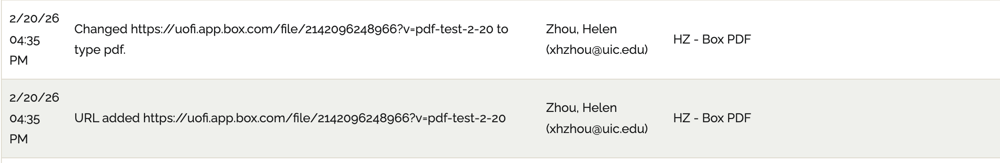 2/20/26
04:35
PM
Changed https://uofi.app.box.com/file/2142096248966?v=pdf-test-2-20 to
type pdf.
Zhou, Helen
(xhzhou@uic.edu)
HZ - Box PDF
2/20/26
04:35
PM
URL added https://uofi.app.box.com/file/2142096248966?v=pdf-test-2-20
Zhou, Helen
(xhzhou@uic.edu)
HZ - Box PDF